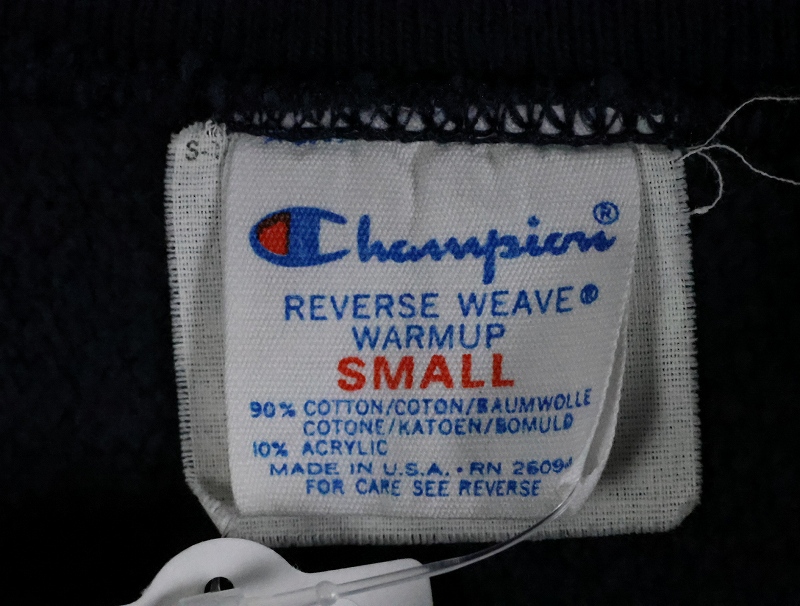 S-
Champion®
REVERSE WEAVE®
WARMUP
SMALL
90% COTTON/COTON/BAUMWOLLE
COTONE/KATOEN/BOMULD
10% ACRYLIC
MADE IN U.S.A. · RN 26094
FOR CARE SEE REVERSE